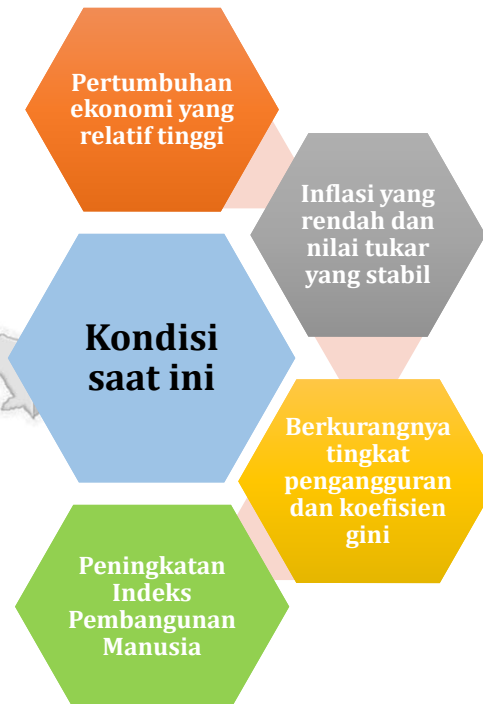 Pertumbuhan
ekonomi yang
relatif tinggi
Inflasi yang
rendah dan
nilai tukar
yang stabil
Kondisi
saat ini
Berkurangnya
tingkat
pengangguran
dan koefisien
gini
Peningkatan
Indeks
Pembangunan
Manusia